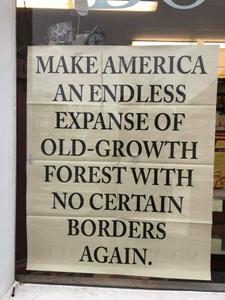 MAKE AMERICA
AN ENDLESS
EXPANSE OF
OLD-GROWTH
FOREST WITH
NO CERTAIN
BORDERS
AGAIN.